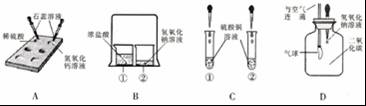 石蕊溶液
稀硫酸
氢氧化钙溶液
A
浓盐酸
氢氧化钠溶液
① ②
B
硫酸铜溶液
① ②
C
与空气连通
氢氧化钠溶液
气球
二氧化碳
D